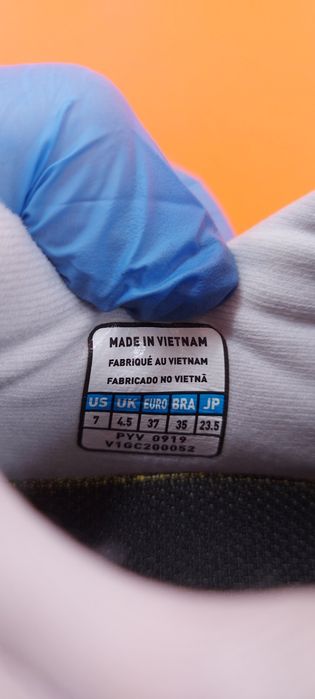 MADE IN VIETNAM
FABRIQUÉ AU VIETNAM
FABRICADO NO VIETNÃ
US UK EURO BRA JP
7 4.5 37 35 23.5
PYV 0919
V1GC200052